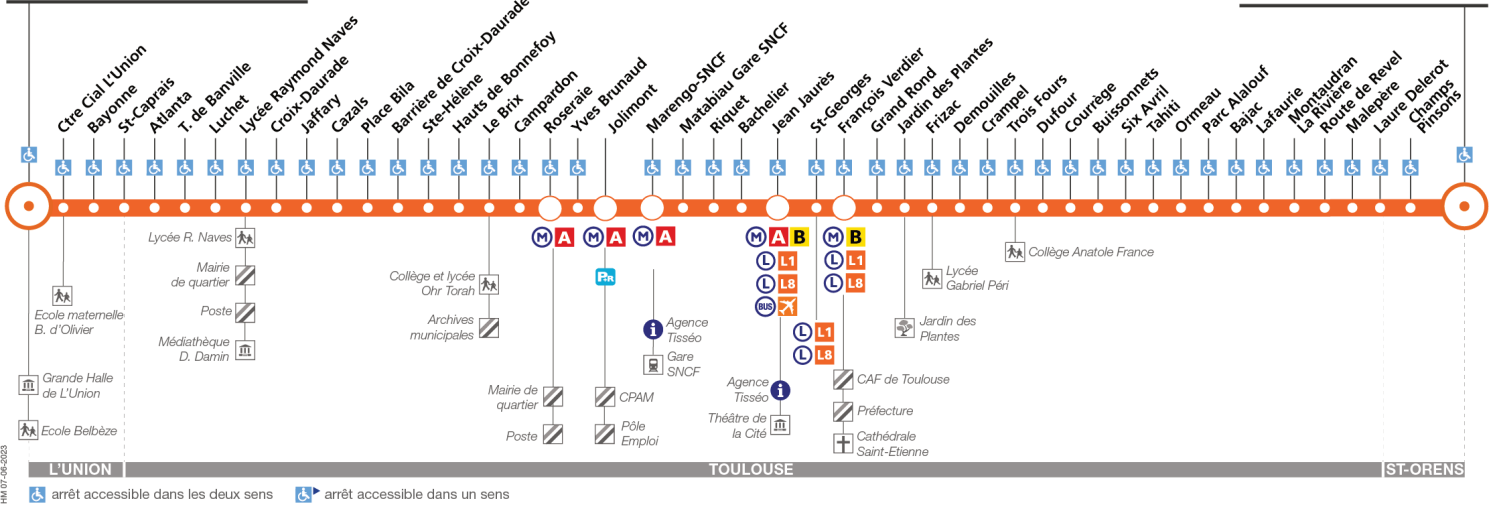 Ctre Cial L'Union
Bayonne
St-Caprais
Atlanta
T. de Banville
Luchet
Lycée Raymond Naves
Croix-Daurade
Jaffary
Cazals
Place Bila
Barrière de Croix-Daurade
Ste-Hélène
Hauts de Bonnefoy
Le Brix
Campardon
Roseraie
Yves Brunaud
Jolimont
Marengo-SNCF
Matabiau Gare SNCF
Riquet
Bachelier
Jean Jaurès
St-Georges
François Verdier
Grand Rond
Jardin des Plantes
Frizac
Demouilles
Crampel
Trois Fours
Dufour
Courrège
Buissonnets
Six Avril
Tahiti
Ormeau
Parc Alalouf
Bajac
Lafaurie
Montaudran
La Rivière
Route de Revel
Malepère
Laure Delerot
Champs
Pinsons
M A
M A
M A
M A B
L L1
L L8
BUS
M B
L L1
L L8
L L1
L L8
P+R
Ecole maternelle
B. d'Olivier
Grande Halle
de L'Union
Ecole Belbèze
Lycée R. Naves
Mairie
de quartier
Poste
Médiathèque
D. Damin
Collège et lycée
Ohr Torah
Archives
municipales
Mairie de
quartier
Poste
CPAM
Pôle
Emploi
i Agence
Tisséo
Gare
SNCF
Agence
Tisséo i
Théâtre de
la Cité
CAF de Toulouse
Préfecture
Cathédrale
Saint-Etienne
Jardin des
Plantes
Lycée
Gabriel Péri
Collège Anatole France
L'UNION
TOULOUSE
ST-ORENS
arrêt accessible dans les deux sens
arrêt accessible dans un sens
HM 07-06-2023